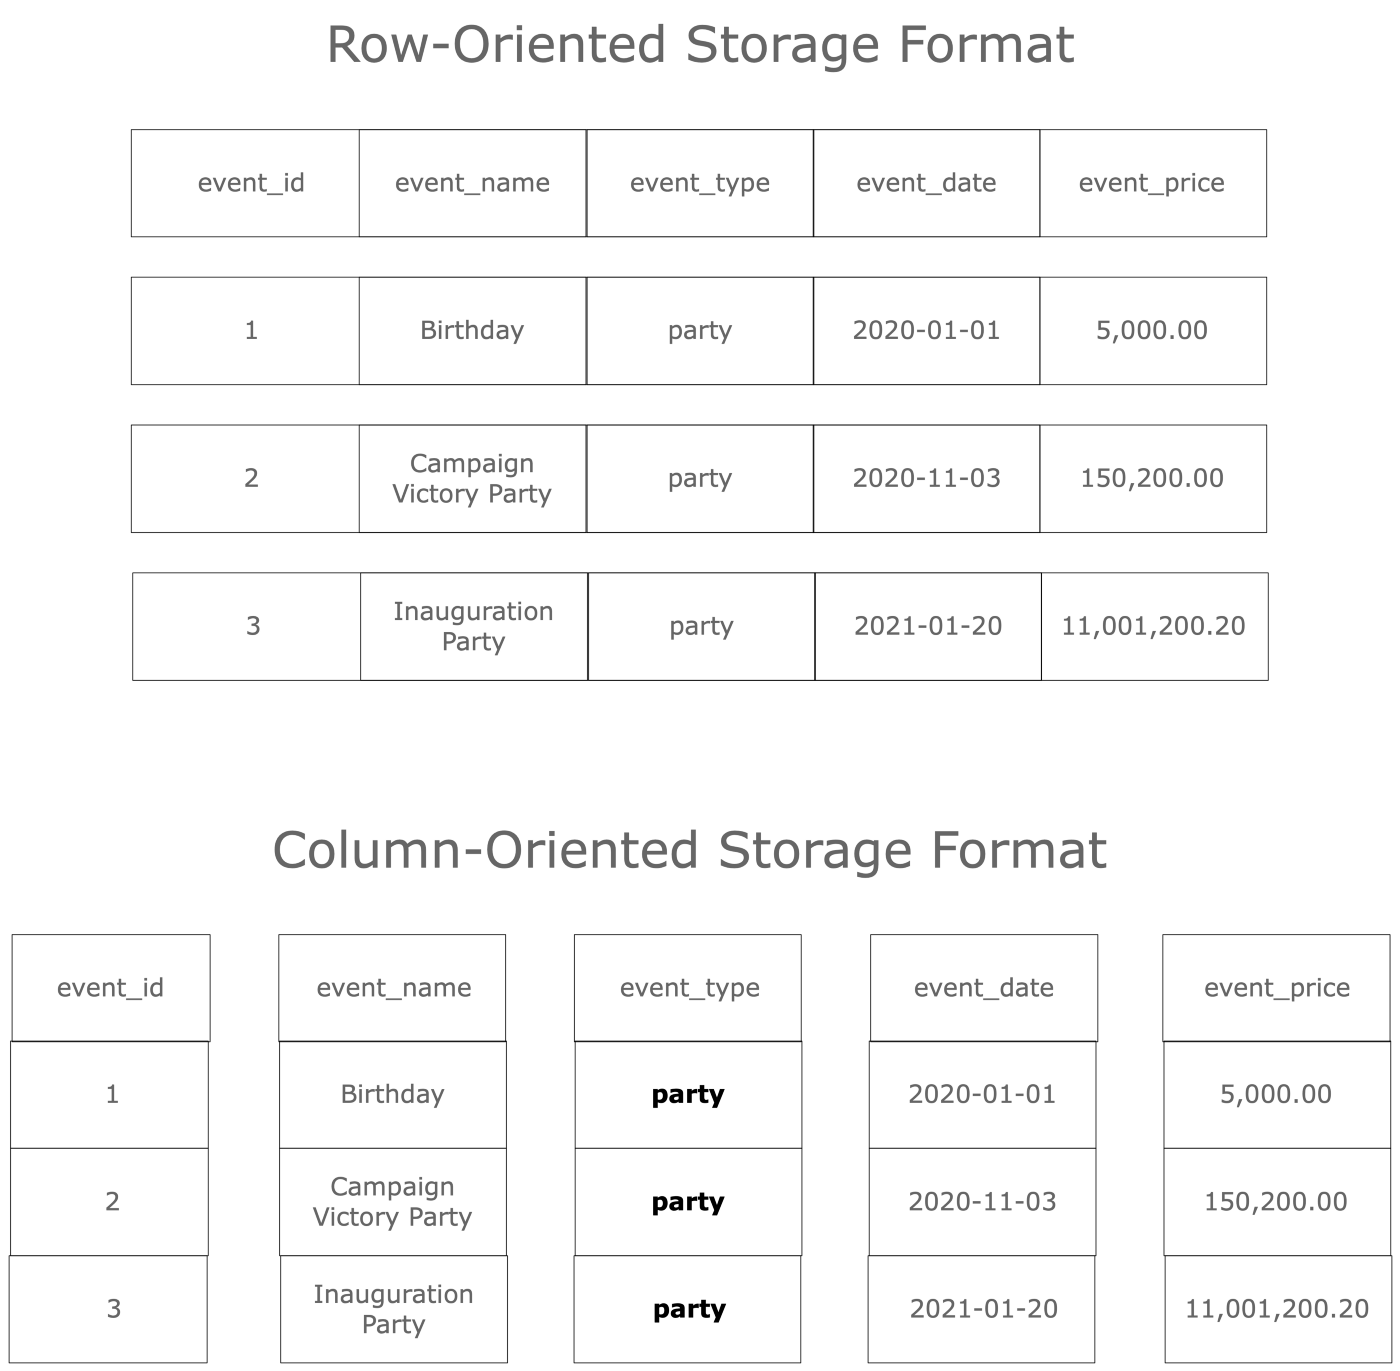 Row-Oriented Storage Format
event_id event_name event_type event_date event_price
1 Birthday party 2020-01-01 5,000.00
2 Campaign Victory Party party 2020-11-03 150,200.00
3 Inauguration Party party 2021-01-20 11,001,200.20
Column-Oriented Storage Format
event_id event_name event_type event_date event_price
1 Birthday party 2020-01-01 5,000.00
2 Campaign Victory Party party 2020-11-03 150,200.00
3 Inauguration Party party 2021-01-20 11,001,200.20